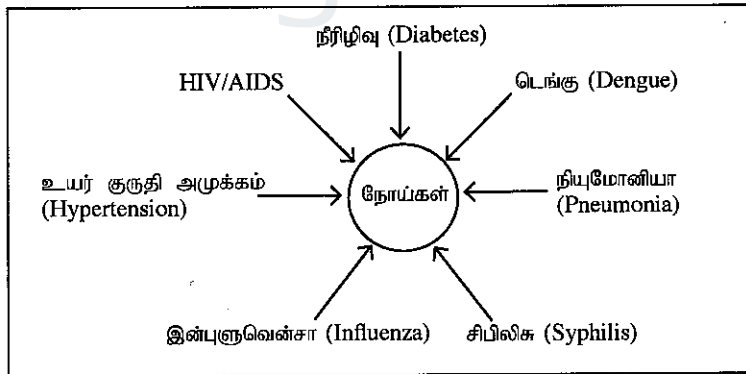 நீரிழிவு (Diabetes)
HIV/AIDS
டெங்கு (Dengue)
உயர் குருதி அமுக்கம்
(Hypertension)
நோய்கள்
நியுமோனியா
(Pneumonia)
இன்புளுவென்சா (Influenza)
சிபிலிசு (Syphilis)